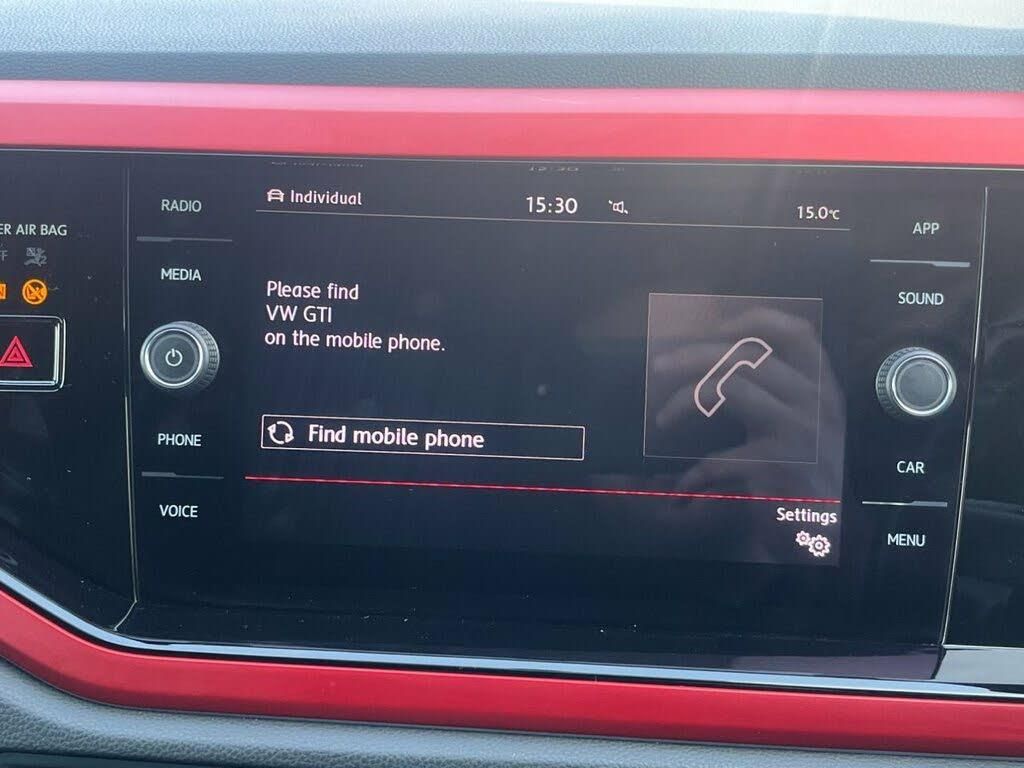 ER AIR BAG
RADIO
MEDIA
PHONE
VOICE
Individual
15:30
15.0°C
Please find
VW GTI
on the mobile phone.
Find mobile phone
Settings
APP
SOUND
CAR
MENU